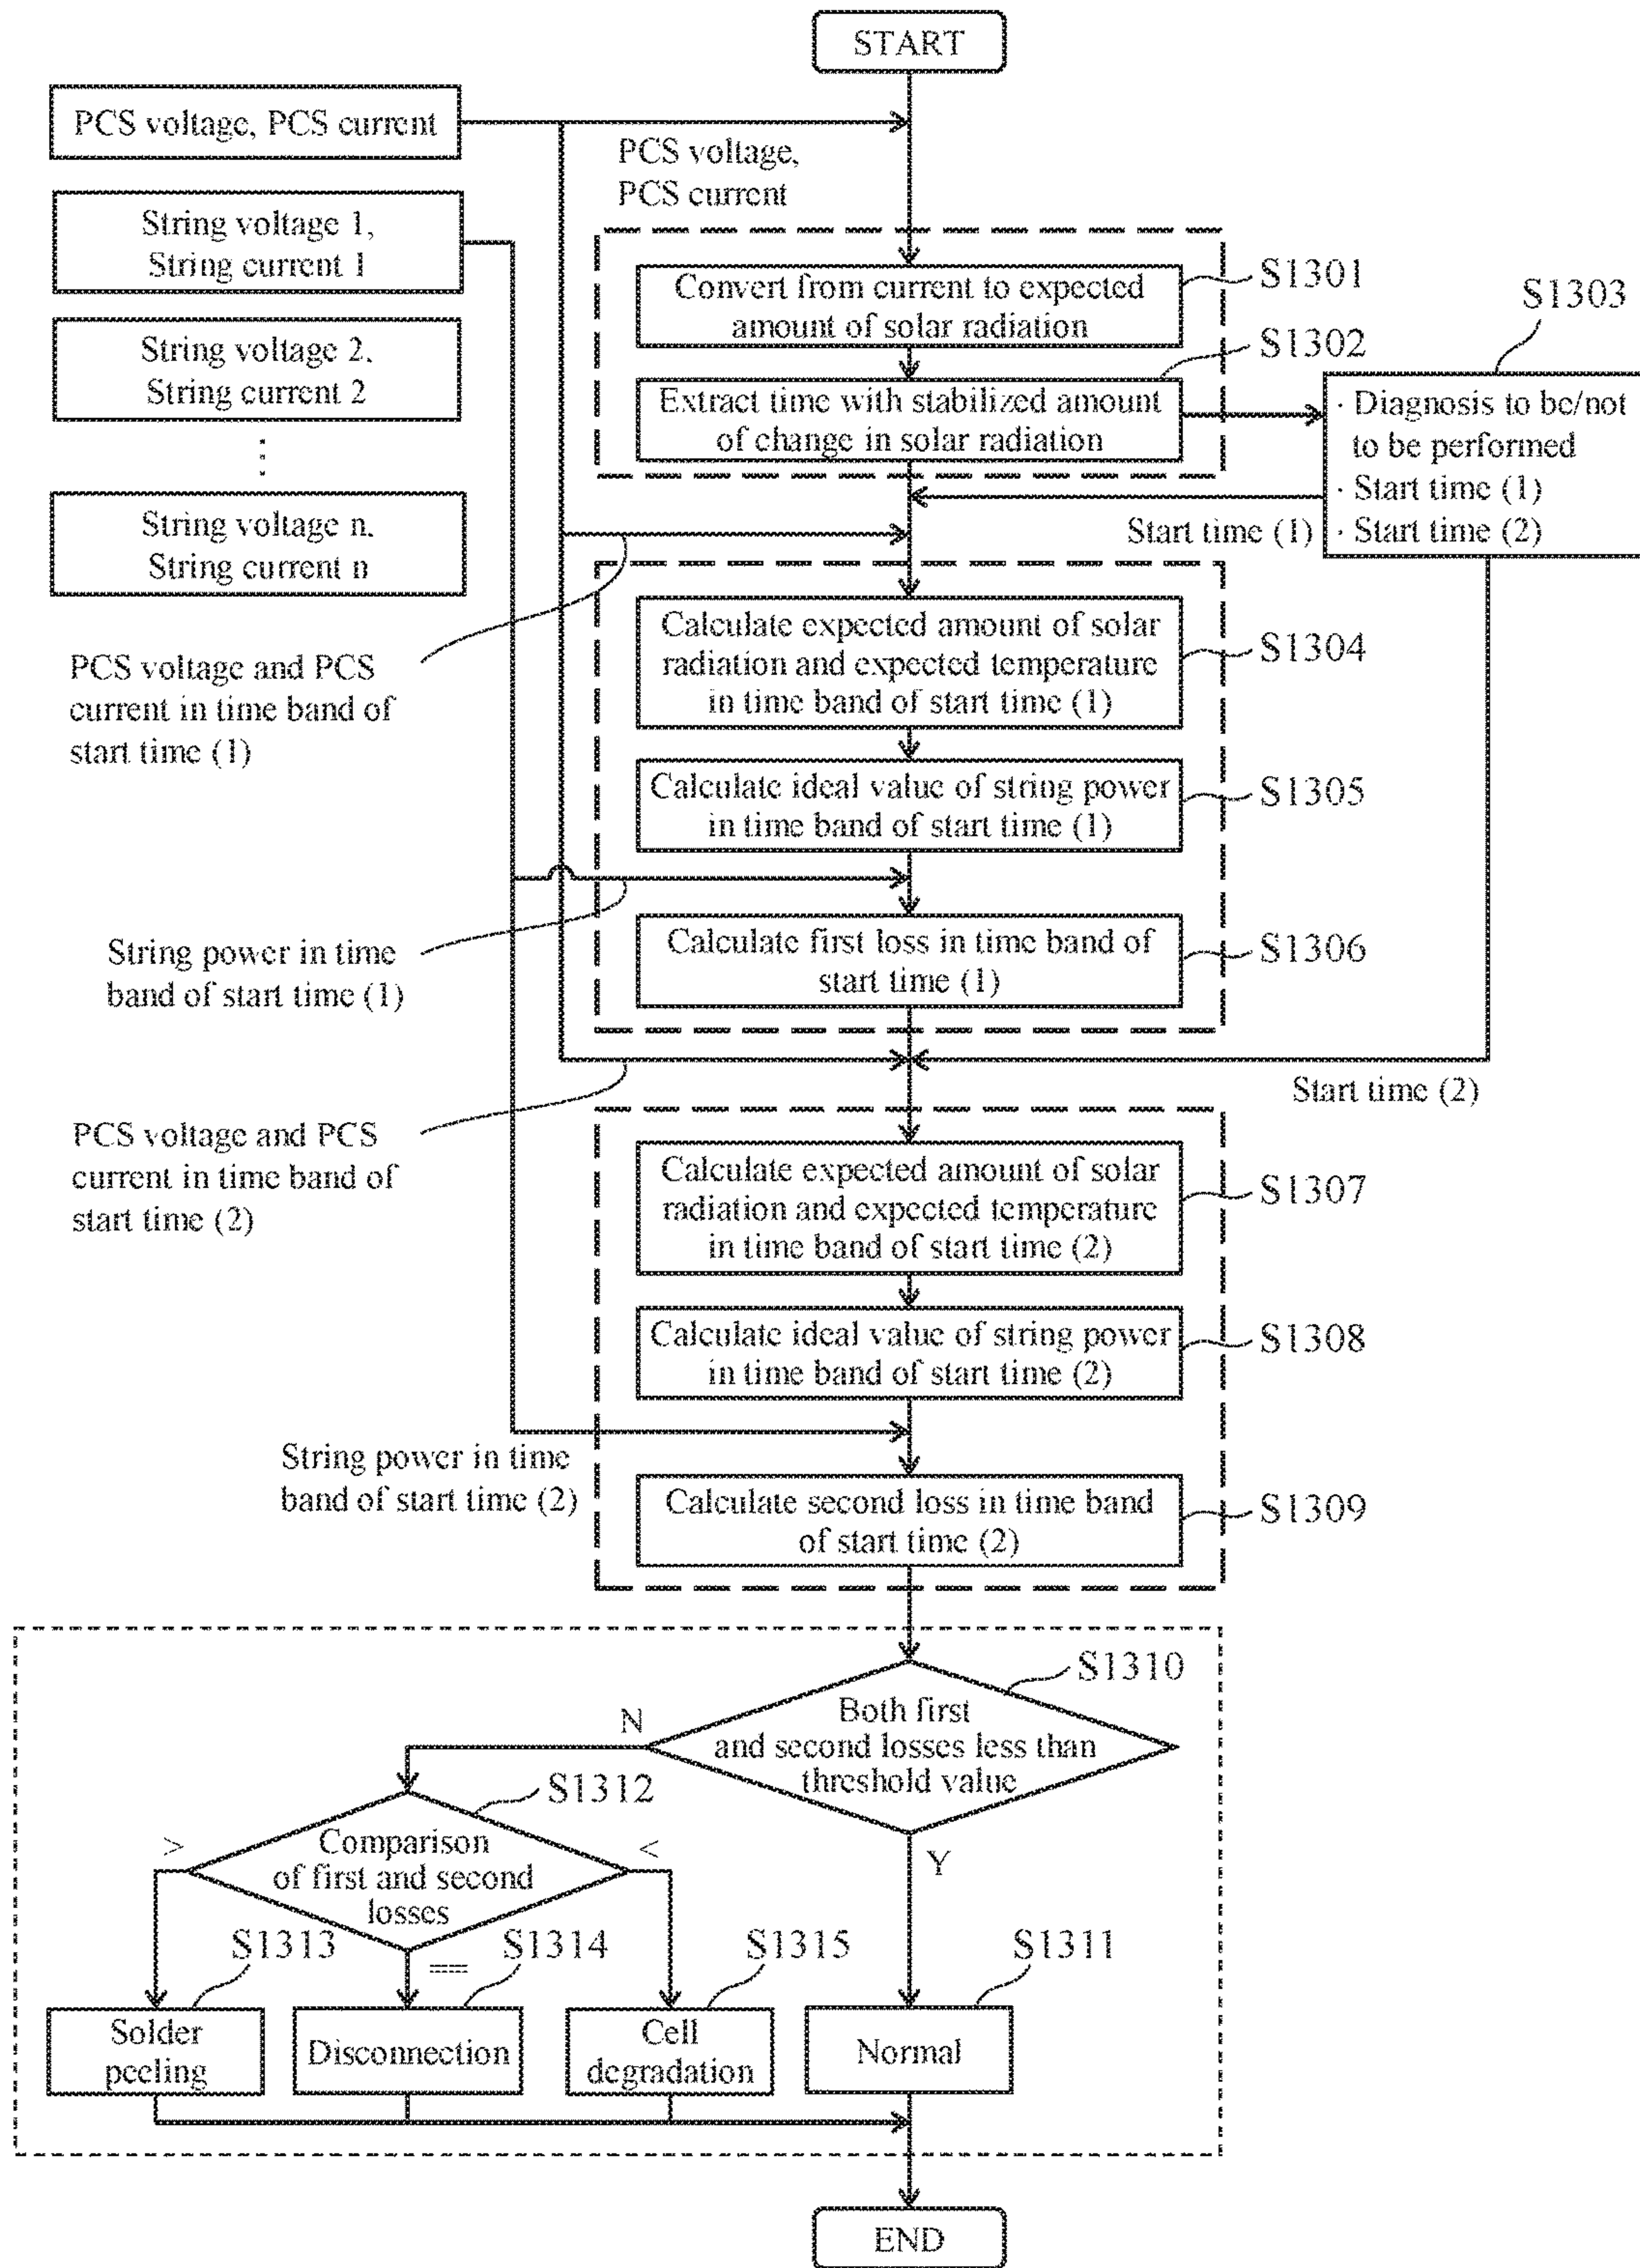 START
PCS voltage, PCS current
PCS voltage,
PCS current
String voltage 1,
String current 1
String voltage 2,
String current 2
⋮
String voltage n,
String current n
Convert from current to expected
amount of solar radiation
S1301
S1302
S1303
Extract time with stabilized amount
of change in solar radiation
· Diagnosis to be/not
to be performed
· Start time (1)
· Start time (2)
Start time (1)
PCS voltage and PCS
current in time band of
start time (1)
Calculate expected amount of solar
radiation and expected temperature
in time band of start time (1)
S1304
Calculate ideal value of string power
in time band of start time (1)
S1305
String power in time
band of start time (1)
Calculate first loss in time band of
start time (1)
S1306
Start time (2)
PCS voltage and PCS
current in time band of
start time (2)
Calculate expected amount of solar
radiation and expected temperature
in time band of start time (2)
S1307
Calculate ideal value of string power
in time band of start time (2)
S1308
String power in time
band of start time (2)
Calculate second loss in time band
of start time (2)
S1309
S1310
Both first
and second losses less than
threshold value
N
Y
S1312
Comparison
of first and second
losses
>
<
==
S1313
S1314
S1315
S1311
Solder
peeling
Disconnection
Cell
degradation
Normal
END